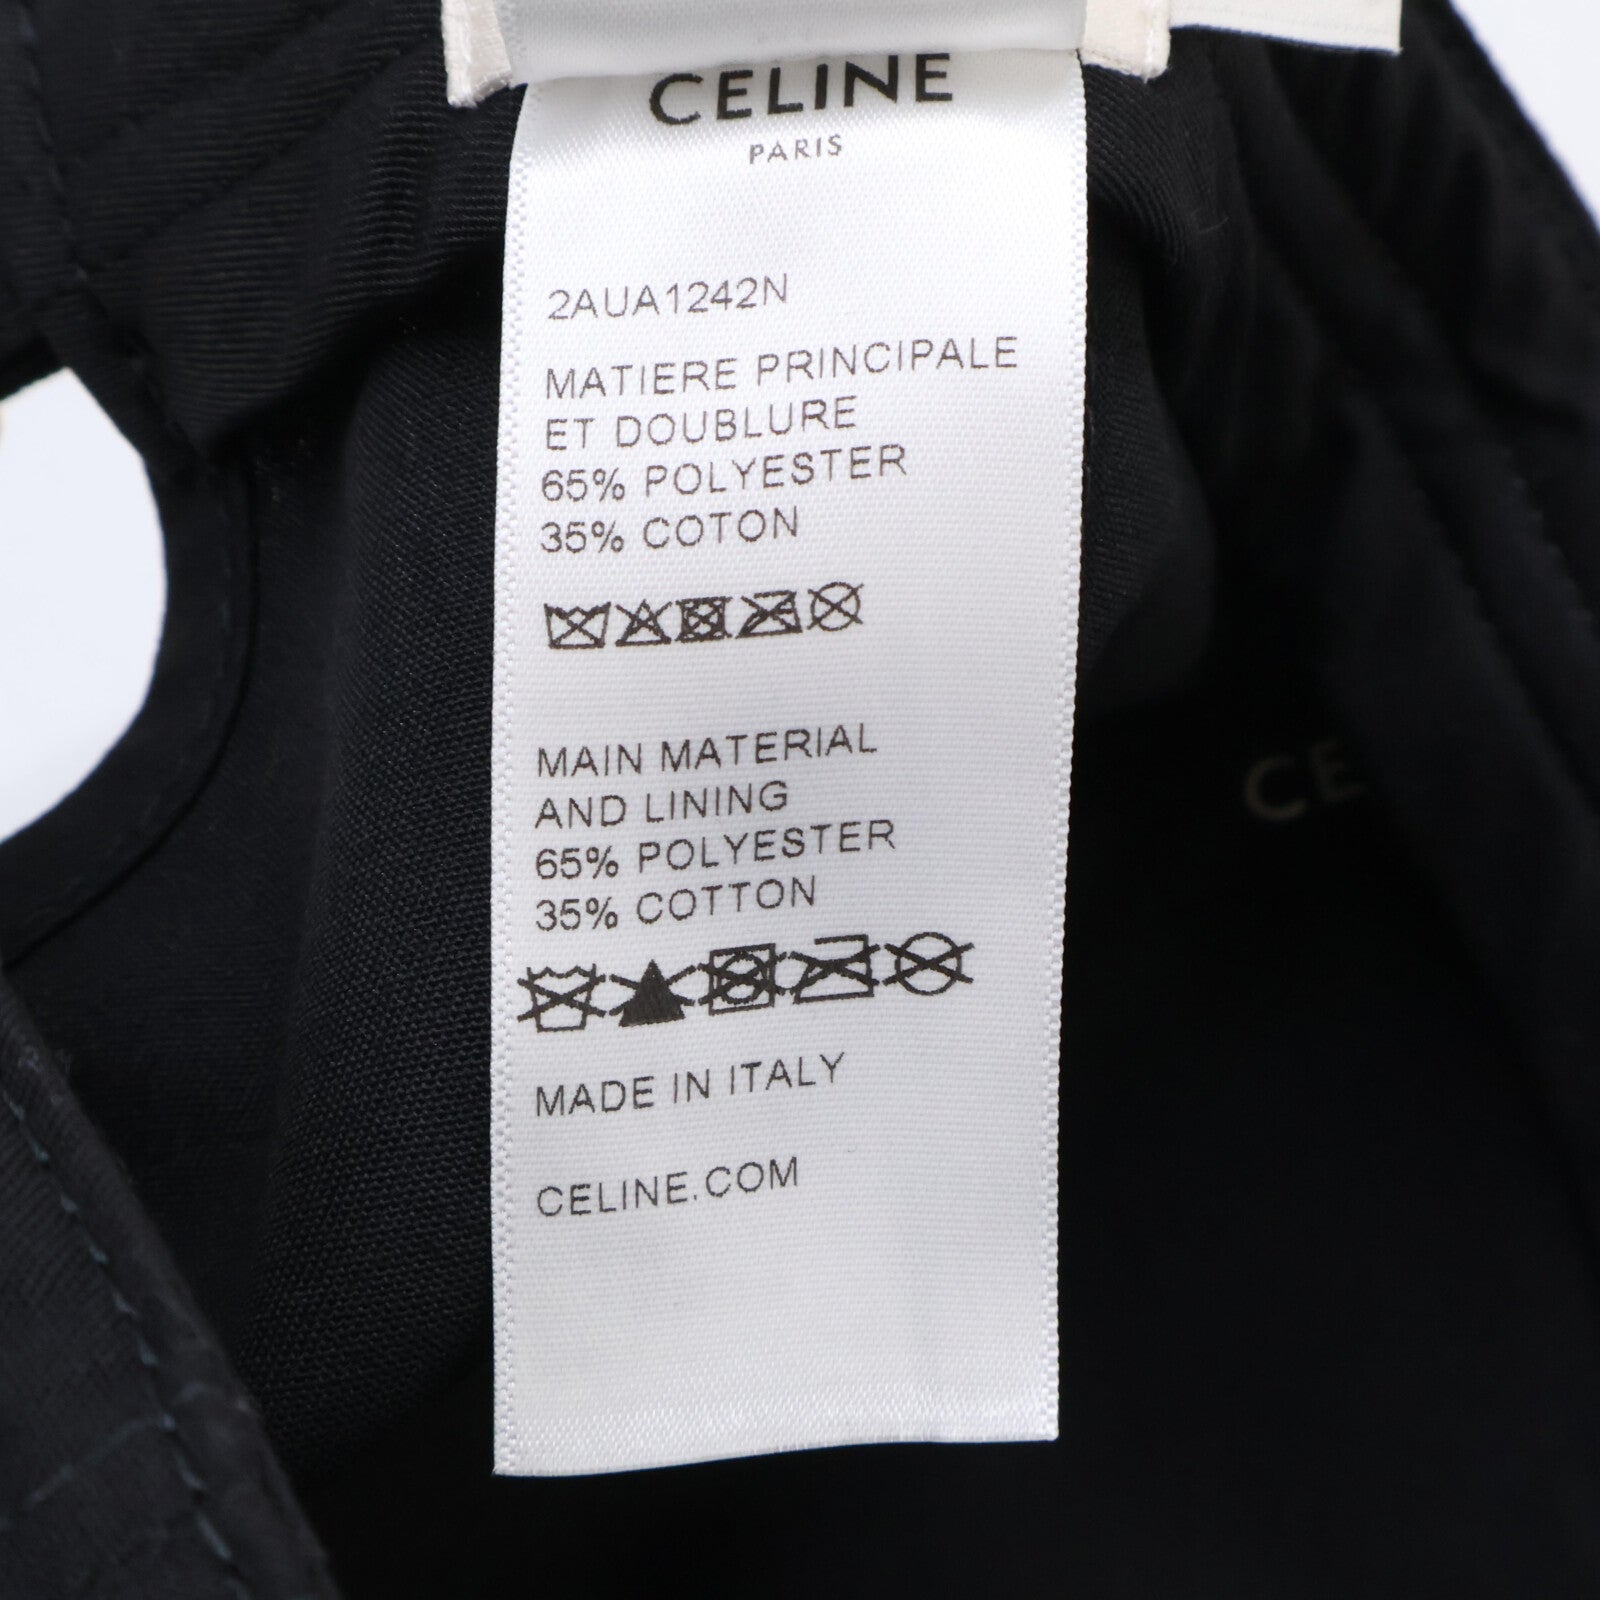 CELINE
PARIS
2AUA1242N
MATIERE PRINCIPALE
ET DOUBLURE
65% POLYESTER
35% COTON
MAIN MATERIAL
AND LINING
65% POLYESTER
35% COTTON
MADE IN ITALY
CELINE.COM
CE